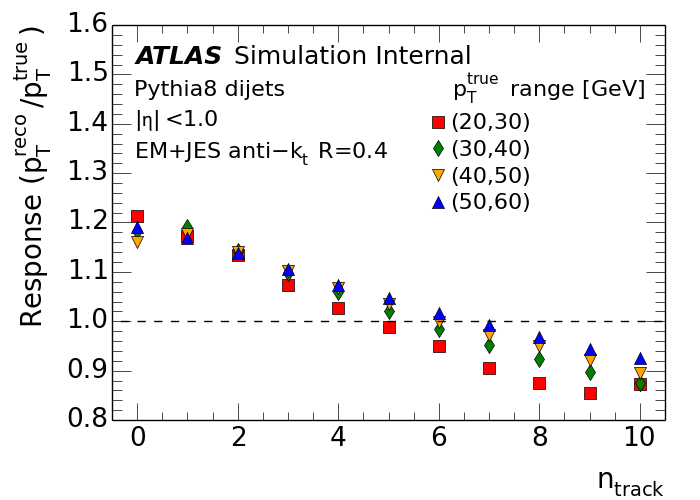 ATLAS Simulation Internal
Pythia8 dijets
|η| <1.0
EM+JES anti−k_t R=0.4
p_T^true range [GeV]
(20,30)
(30,40)
(40,50)
(50,60)
Response (p_T^reco /p_T^true )
1.6
1.5
1.4
1.3
1.2
1.1
1.0
0.9
0.8
0 2 4 6 8 10
n_track